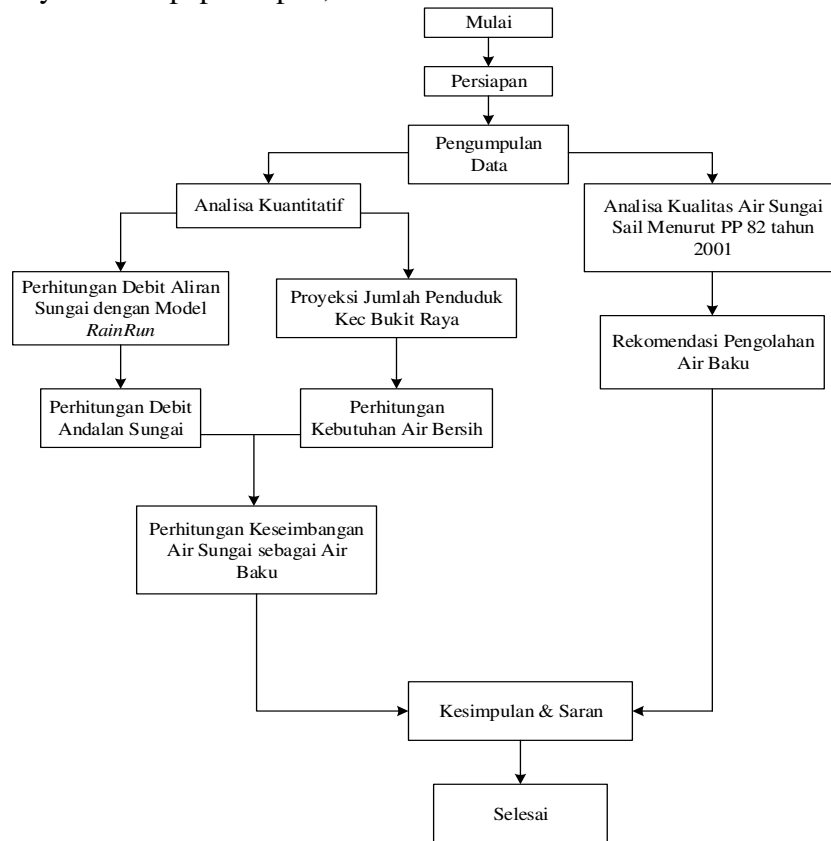 Mulai
Persiapan
Pengumpulan
Data
Analisa Kuantitatif
Analisa Kualitas Air Sungai
Sail Menurut PP 82 tahun
2001
Perhitungan Debit Aliran
Sungai dengan Model
RainRun
Proyeksi Jumlah Penduduk
Kec Bukit Raya
Rekomendasi Pengolahan
Air Baku
Perhitungan Debit
Andalan Sungai
Perhitungan
Kebutuhan Air Bersih
Perhitungan Keseimbangan
Air Sungai sebagai Air
Baku
Kesimpulan & Saran
Selesai